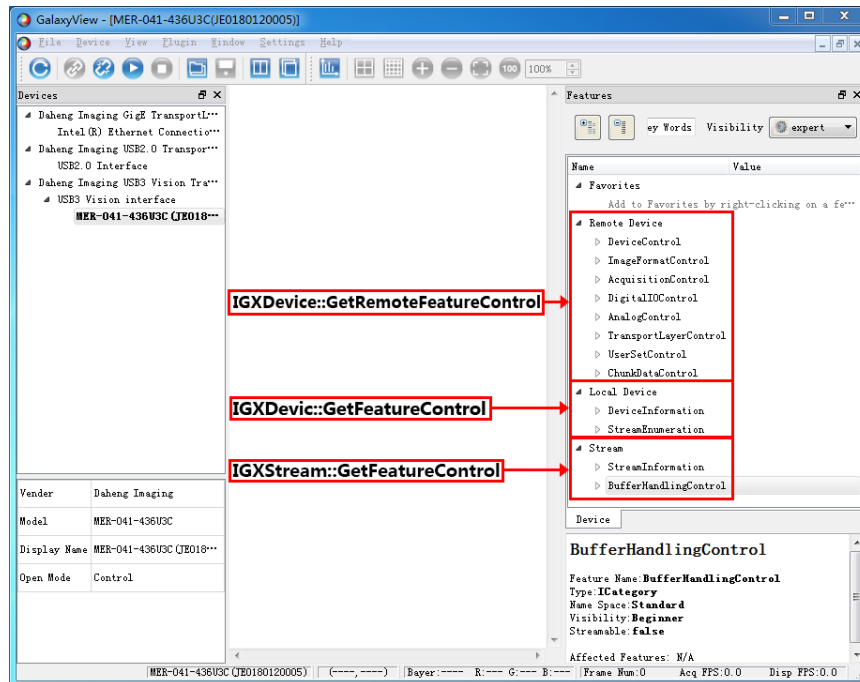 GalaxyView - [MER-041-436U3C(JE0180120005)]
File Device View Plugin Window Settings Help
100 100%
Devices
Daheng Imaging GigE TransportL···
Intel(R) Ethernet Connectio···
Daheng Imaging USB2.0 Transpor···
USB2.0 Interface
Daheng Imaging USB3 Vision Tra···
USB3 Vision interface
MER-041-436U3C(JE018···
Vender Daheng Imaging
Model MER-041-436U3C
Display Name MER-041-436U3C(JE018···
Open Mode Control
IGXDevice::GetRemoteFeatureControl
IGXDevic::GetFeatureControl
IGXStream::GetFeatureControl
Features
ey Words Visibility expert
Name Value
Favorites
Add to Favorites by right-clicking on a fe···
Remote Device
DeviceControl
ImageFormatControl
AcquisitionControl
DigitalIOControl
AnalogControl
TransportLayerControl
UserSetControl
ChunkDataControl
Local Device
DeviceInformation
StreamEnumeration
Stream
StreamInformation
BufferHandlingControl
Device
BufferHandlingControl
Feature Name:BufferHandlingControl
Type:ICategory
Name Space:Standard
Visibility:Beginner
Streamable:false
Affected Features: N/A
MER-041-436U3C(JE0180120005) (----,----) Bayer:---- R:--- G:--- B:--- Frame Num:0 Acq FPS:0.0 Disp FPS:0.0